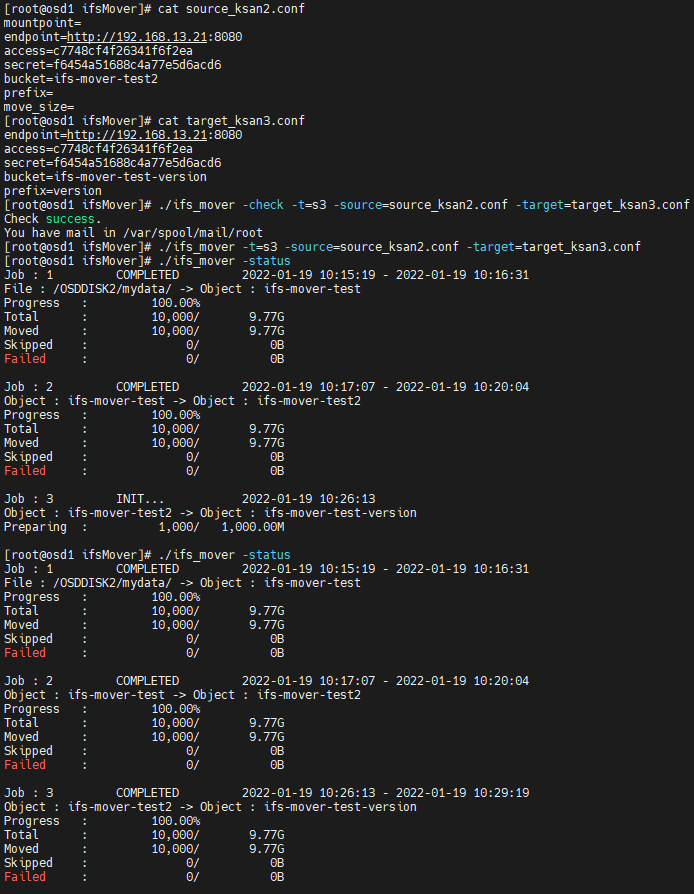 [root@osd1 ifsMover]# cat source_ksan2.conf
mountpoint=
endpoint=http://192.168.13.21:8080
access=c7748cf4f26341f6f2ea
secret=f6454a51688c4a77e5d6acd6
bucket=ifs-mover-test2
prefix=
move_size=
[root@osd1 ifsMover]# cat target_ksan3.conf
endpoint=http://192.168.13.21:8080
access=c7748cf4f26341f6f2ea
secret=f6454a51688c4a77e5d6acd6
bucket=ifs-mover-test-version
prefix=version
[root@osd1 ifsMover]# ./ifs_mover -check -t=s3 -source=source_ksan2.conf -target=target_ksan3.conf
Check success.
You have mail in /var/spool/mail/root
[root@osd1 ifsMover]# ./ifs_mover -t=s3 -source=source_ksan2.conf -target=target_ksan3.conf
[root@osd1 ifsMover]# ./ifs_mover -status
Job : 1         COMPLETED         2022-01-19 10:15:19 - 2022-01-19 10:16:31
File : /OSDDISK2/mydata/ -> Object : ifs-mover-test
Progress   :         100.00%
Total      :         10,000/       9.77G
Moved      :         10,000/       9.77G
Skipped    :              0/          0B
Failed     :              0/          0B
Job : 2         COMPLETED         2022-01-19 10:17:07 - 2022-01-19 10:20:04
Object : ifs-mover-test -> Object : ifs-mover-test2
Progress   :         100.00%
Total      :         10,000/       9.77G
Moved      :         10,000/       9.77G
Skipped    :              0/          0B
Failed     :              0/          0B
Job : 3         INIT...           2022-01-19 10:26:13
Object : ifs-mover-test2 -> Object : ifs-mover-test-version
Preparing  :          1,000/   1,000.00M
[root@osd1 ifsMover]# ./ifs_mover -status
Job : 1         COMPLETED         2022-01-19 10:15:19 - 2022-01-19 10:16:31
File : /OSDDISK2/mydata/ -> Object : ifs-mover-test
Progress   :         100.00%
Total      :         10,000/       9.77G
Moved      :         10,000/       9.77G
Skipped    :              0/          0B
Failed     :              0/          0B
Job : 2         COMPLETED         2022-01-19 10:17:07 - 2022-01-19 10:20:04
Object : ifs-mover-test -> Object : ifs-mover-test2
Progress   :         100.00%
Total      :         10,000/       9.77G
Moved      :         10,000/       9.77G
Skipped    :              0/          0B
Failed     :              0/          0B
Job : 3         COMPLETED         2022-01-19 10:26:13 - 2022-01-19 10:29:19
Object : ifs-mover-test2 -> Object : ifs-mover-test-version
Progress   :         100.00%
Total      :         10,000/       9.77G
Moved      :         10,000/       9.77G
Skipped    :              0/          0B
Failed     :              0/          0B